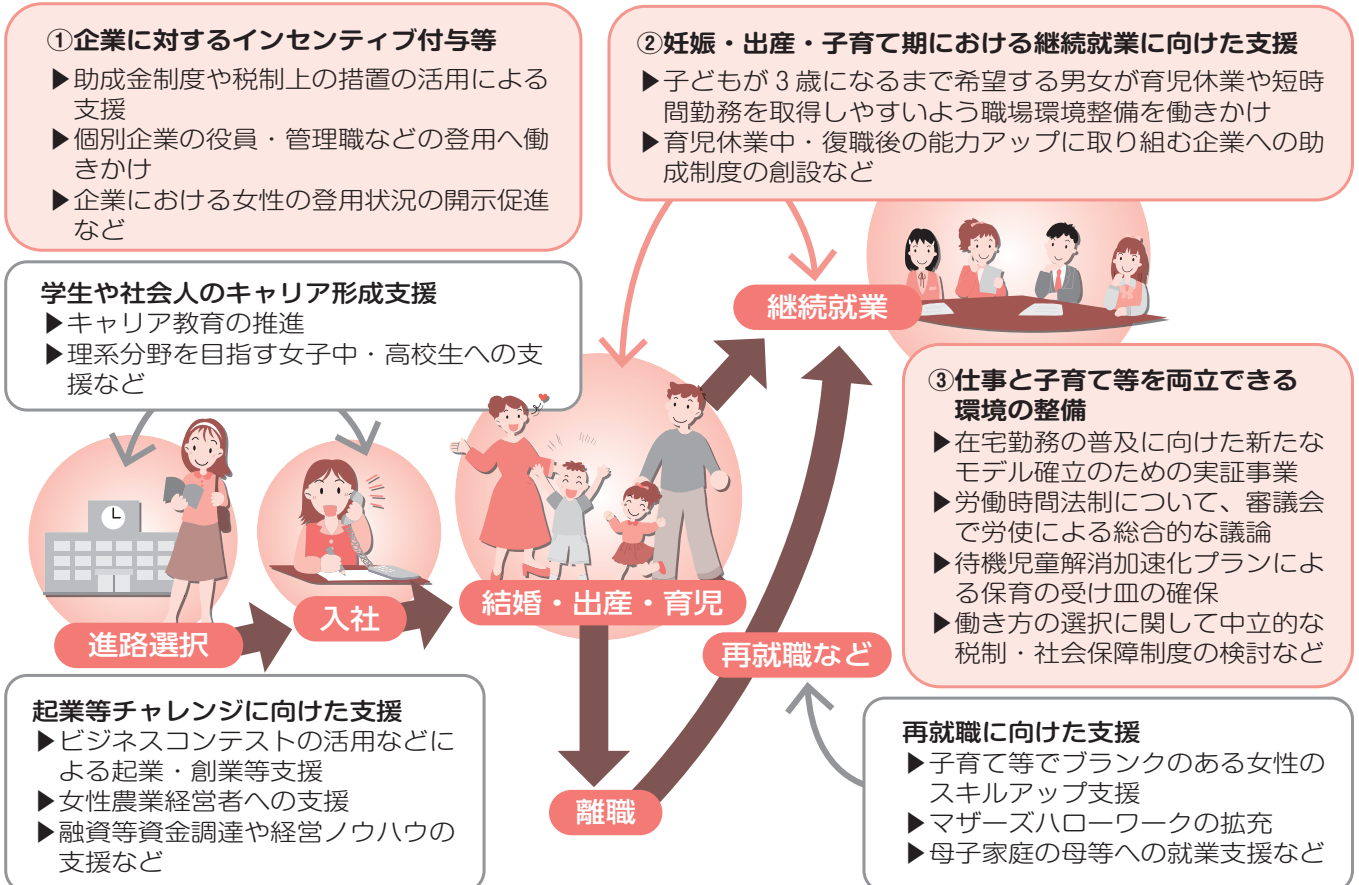 ①企業に対するインセンティブ付与等
▶助成金制度や税制上の措置の活用による
支援
▶個別企業の役員・管理職などの登用へ働
きかけ
▶企業における女性の登用状況の開示促進
など
②妊娠・出産・子育て期における継続就業に向けた支援
▶子どもが3歳になるまで希望する男女が育児休業や短時
間勤務を取得しやすいよう職場環境整備を働きかけ
▶育児休業中・復職後の能力アップに取り組む企業への助
成制度の創設など
学生や社会人のキャリア形成支援
▶キャリア教育の推進
▶理系分野を目指す女子中・高校生への支
援など
継続就業
③仕事と子育て等を両立できる
環境の整備
▶在宅勤務の普及に向けた新たな
モデル確立のための実証事業
▶労働時間法制について、審議会
で労使による総合的な議論
▶待機児童解消加速化プランによ
る保育の受け皿の確保
▶働き方の選択に関して中立的な
税制・社会保障制度の検討など
進路選択
入社
結婚・出産・育児
再就職など
離職
起業等チャレンジに向けた支援
▶ビジネスコンテストの活用などに
よる起業・創業等支援
▶女性農業経営者への支援
▶融資等資金調達や経営ノウハウの
支援など
再就職に向けた支援
▶子育て等でブランクのある女性の
スキルアップ支援
▶マザーズハローワークの拡充
▶母子家庭の母等への就業支援など